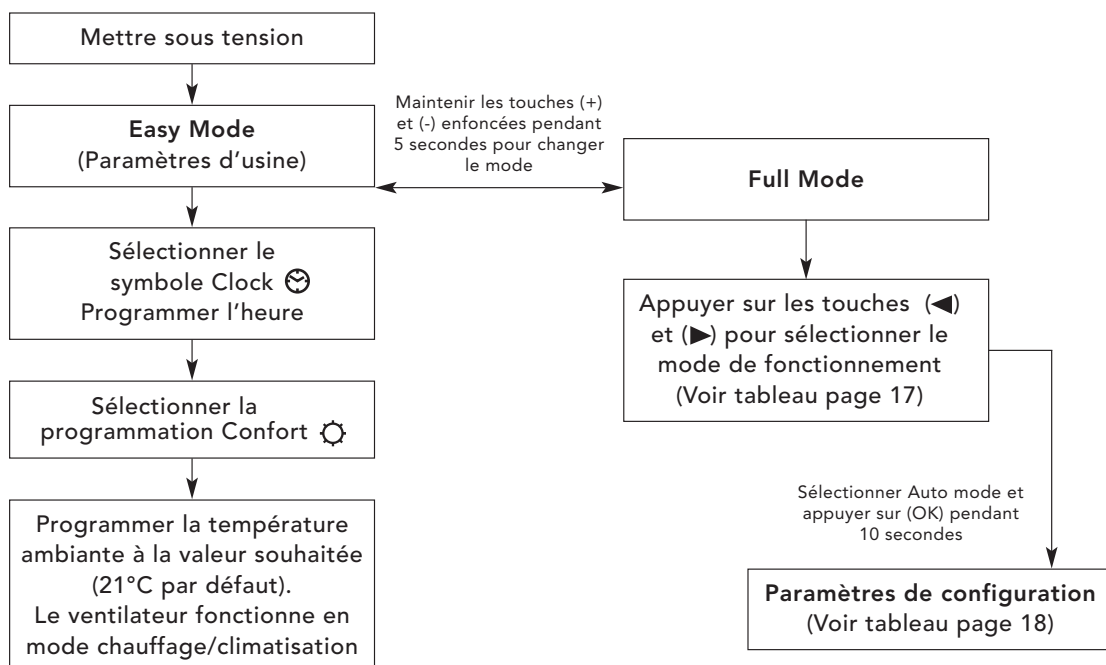 Mettre sous tension
Easy Mode
(Paramètres d'usine)
Sélectionner le
symbole Clock
Programmer l'heure
Sélectionner la
programmation Confort
Programmer la température
ambiante à la valeur souhaitée
(21°C par défaut).
Le ventilateur fonctionne en
mode chauffage/climatisation
Maintenir les touches (+)
et (-) enfoncées pendant
5 secondes pour changer
le mode
Full Mode
Appuyer sur les touches (◀)
et (▶) pour sélectionner le
mode de fonctionnement
(Voir tableau page 17)
Sélectionner Auto mode et
appuyer sur (OK) pendant
10 secondes
Paramètres de configuration
(Voir tableau page 18)